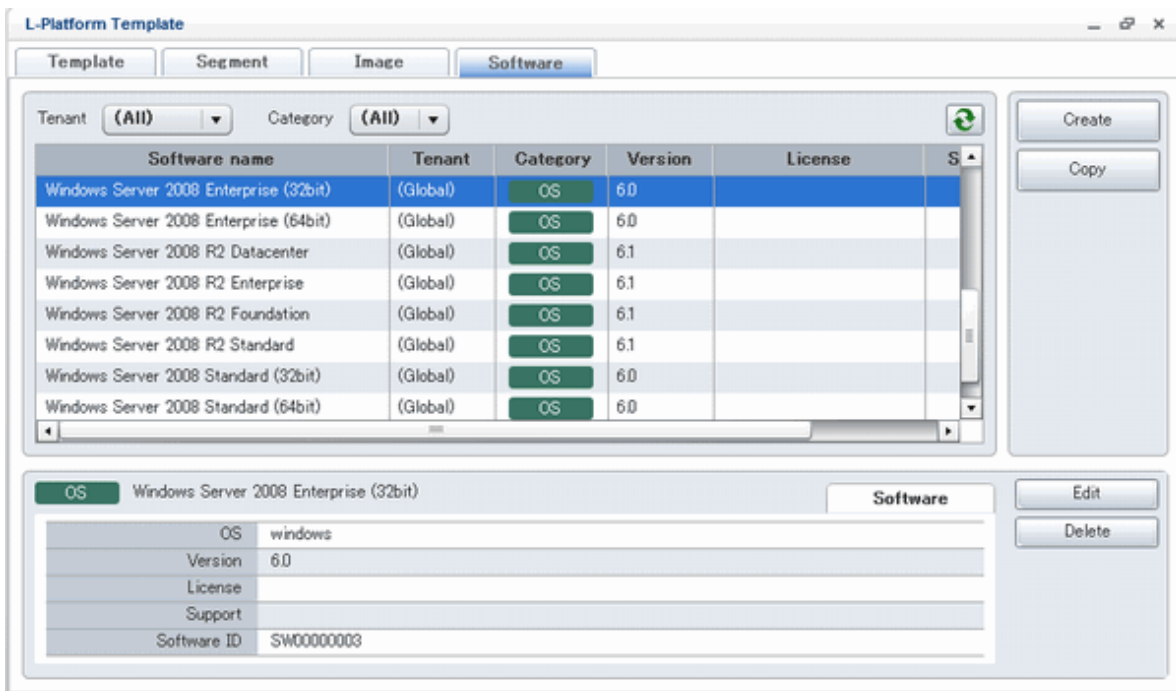 L-Platform Template
Template Segment Image Software
Tenant (All) Category (All) Create
Software name Tenant Category Version License S
Copy
Windows Server 2008 Enterprise (32bit) (Global) OS 6.0
Windows Server 2008 Enterprise (64bit) (Global) OS 6.0
Windows Server 2008 R2 Datacenter (Global) OS 6.1
Windows Server 2008 R2 Enterprise (Global) OS 6.1
Windows Server 2008 R2 Foundation (Global) OS 6.1
Windows Server 2008 R2 Standard (Global) OS 6.1
Windows Server 2008 Standard (32bit) (Global) OS 6.0
Windows Server 2008 Standard (64bit) (Global) OS 6.0
OS Windows Server 2008 Enterprise (32bit) Software Edit
OS windows Delete
Version 6.0
License
Support
Software ID SW00000003